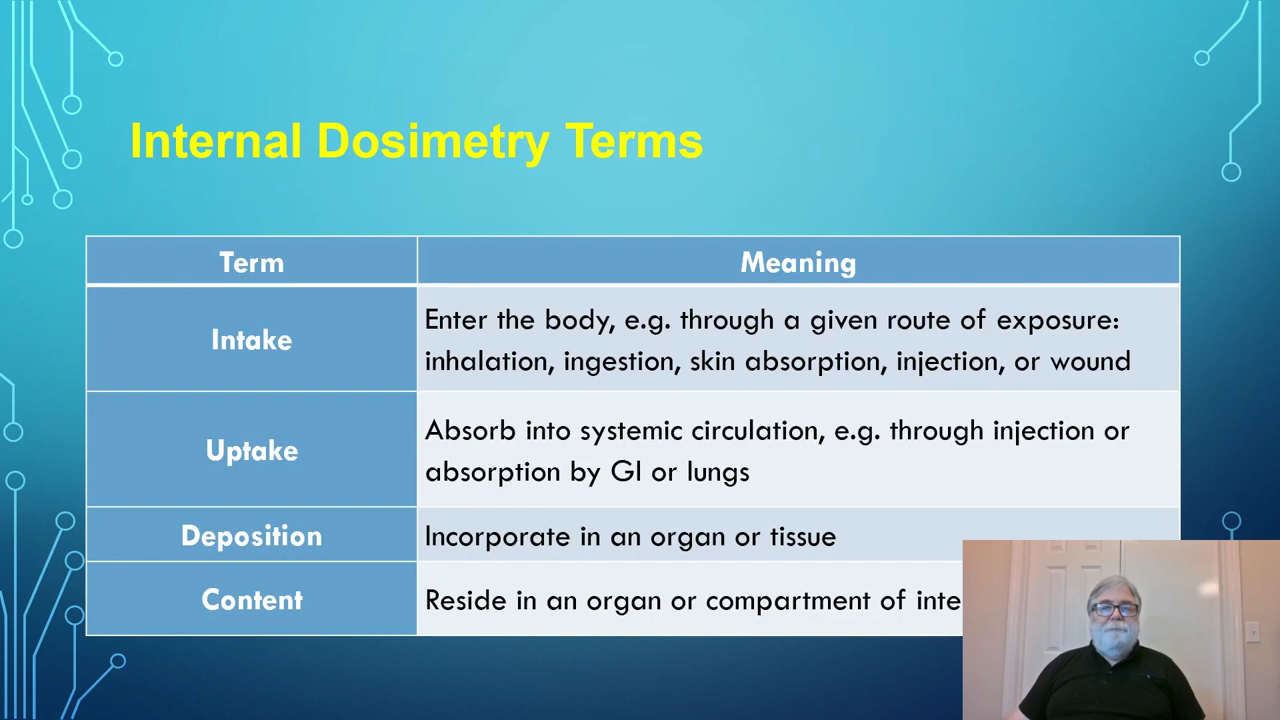 Internal Dosimetry Terms
Term
Meaning
Intake
Enter the body, e.g. through a given route of exposure:
inhalation, ingestion, skin absorption, injection, or wound
Uptake
Absorb into systemic circulation, e.g. through injection or
absorption by GI or lungs
Deposition
Incorporate in an organ or tissue
Content
Reside in an organ or compartment of inte